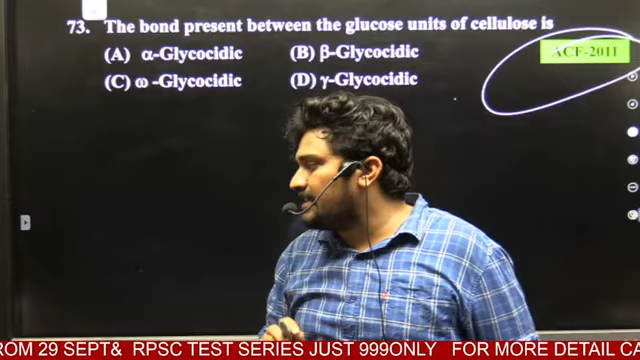 73. The bond present between the glucose units of cellulose is
ACF-2011
(A) α-Glycocidic (B) β-Glycocidic
(C) ω -Glycocidic (D) γ-Glycocidic
ROM 29 SEPT& RPSC TEST SERIES JUST 999ONLY FOR MORE DETAIL